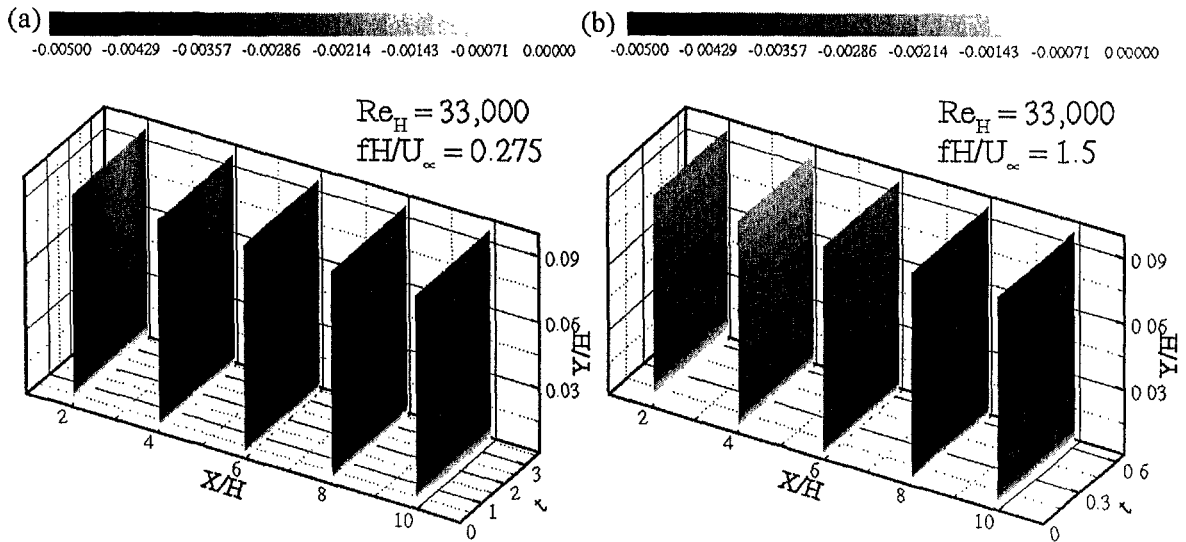 (a)
-0.00500 -0.00429 -0.00357 -0.00286 -0.00214 -0.00143 -0.00071 0.00000
Re_H = 33,000
fH/U_∞ = 0.275
0 09
0 06
0 03
Y/H
2
4
6
8
10
X/H
0
1
2
3
τ
(b)
-0.00500 -0.00429 -0.00357 -0.00286 -0.00214 -0.00143 -0.00071 0 00000
Re_H = 33,000
fH/U_∞ = 1.5
0 09
0 06
0 03
Y/H
2
4
6
8
10
X/H
0
0.3
0 6
τ